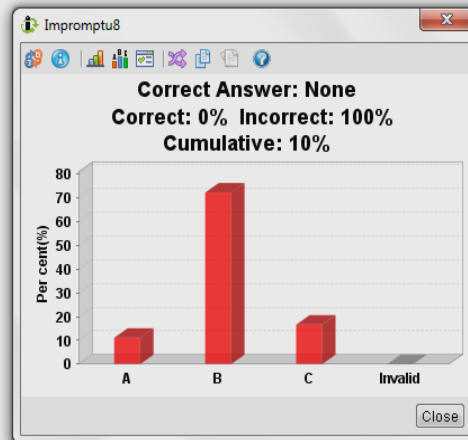 Impromptu8
Correct Answer: None
Correct: 0% Incorrect: 100%
Cumulative: 10%
Per cent(%)
80
70
60
50
40
30
20
10
0
A B C Invalid
Close